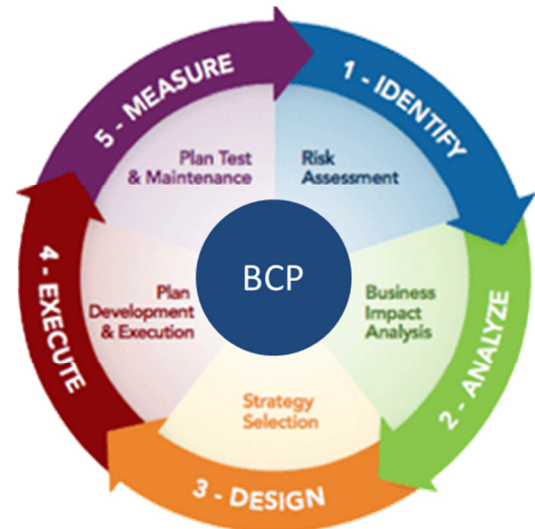 1 - IDENTIFY
Risk
Assessment
2 - ANALYZE
Business
Impact
Analysis
3 - DESIGN
Strategy
Selection
4 - EXECUTE
Plan
Development
& Execution
5 - MEASURE
Plan Test
& Maintenance
BCP